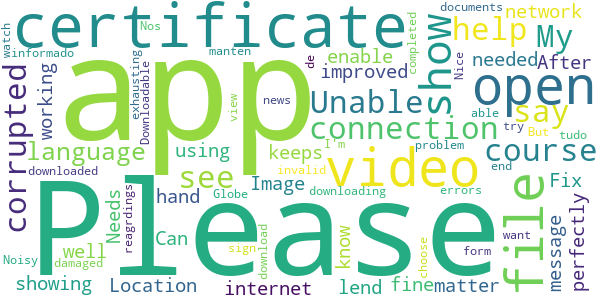 watch
informado
certificate
Nos
documents
network
app
manten
Downloadable
exhausting
view
news
de
enable
improved
completed
show
help
My
Nice
After
needed
open
corrupted
working
Unable
connection
say
able
try
But
tudo
language
using
see
keeps
I'm
problem
video
course
downloaded
Image
invalid
downloading
errors
end
Fix
Please
Needs
reagrdings
hand
Globe
Can
know
choose
form
want
file
message
perfectly
Noisy
well
damaged
sign
download
fine
matter
showing
Location
internet
lend